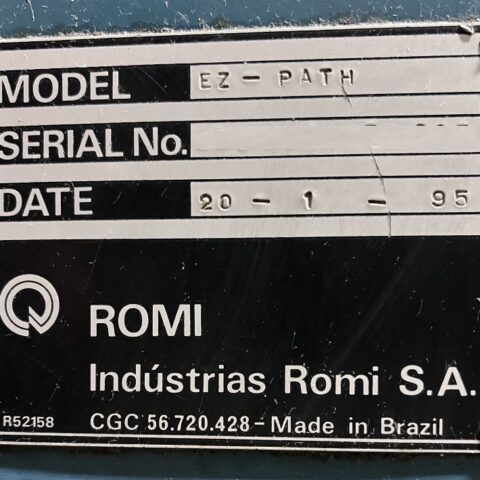 MODEL EZ-PATH
SERIAL No.
DATE 20-1-95
ROMI
Indústrias Romi S.A.
R52158 CGC 56.720.428-Made in Brazil